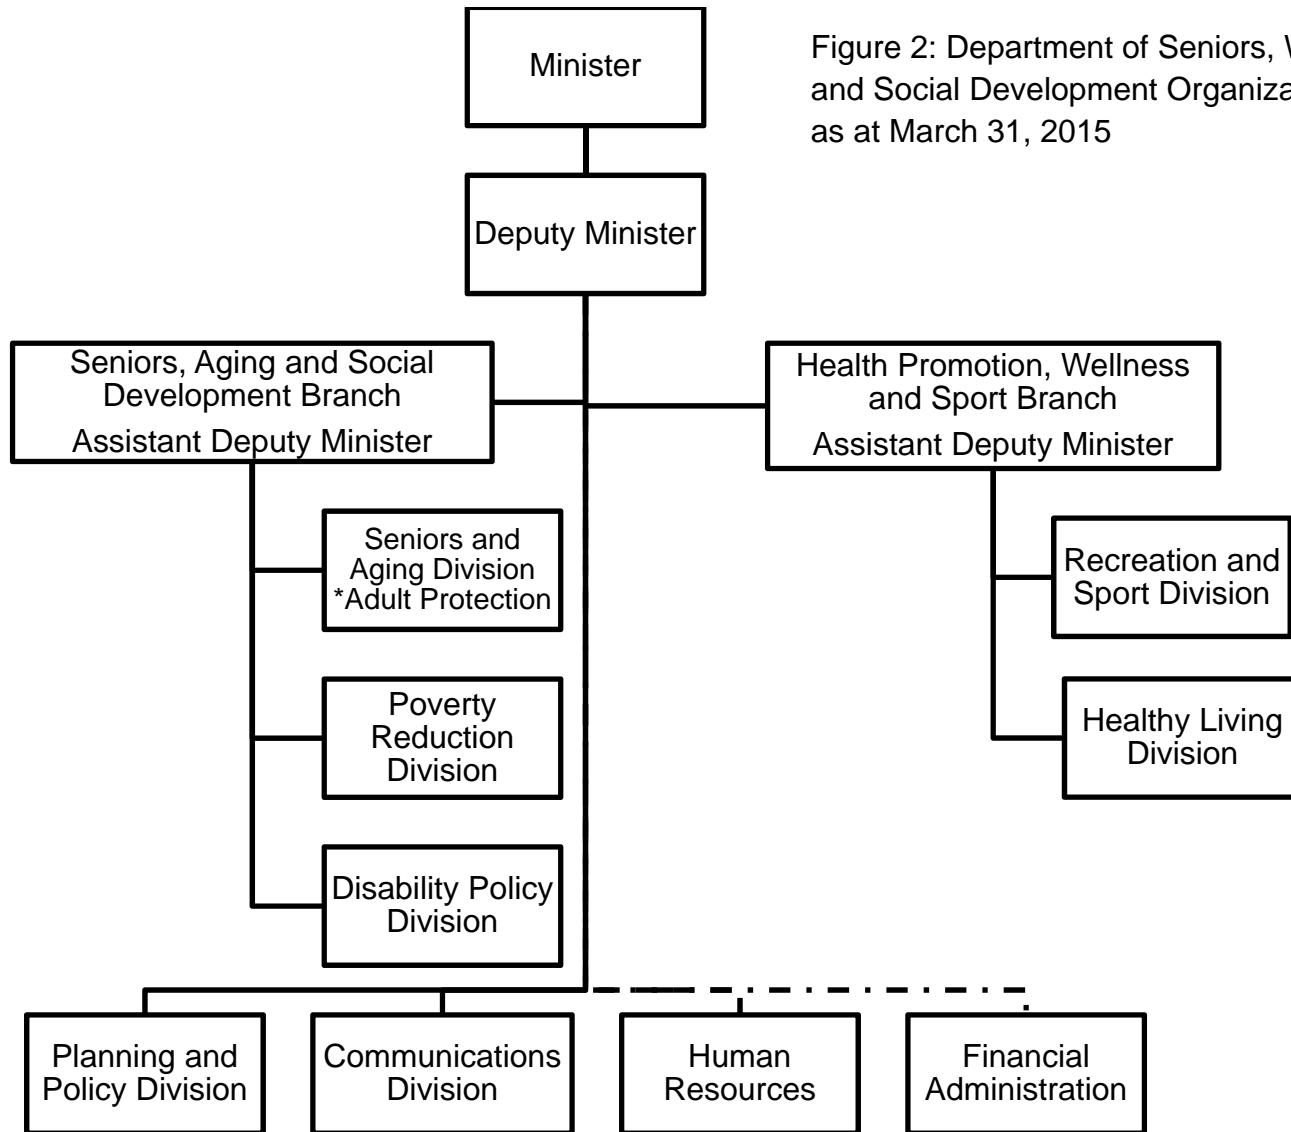 Minister
Figure 2: Department of Seniors,
and Social Development
as at March 31, 2015
Deputy Minister
Seniors, Aging and Social
Development Branch
Assistant Deputy Minister
Health Promotion, Wellness
and Sport Branch
Assistant Deputy Minister
Seniors and
Aging Division
*Adult Protection
Recreation and
Sport Division
Poverty
Reduction
Division
Healthy Living
Division
Disability Policy
Division
Planning and
Policy Division
Communications
Division
Human
Resources
Financial
Administration